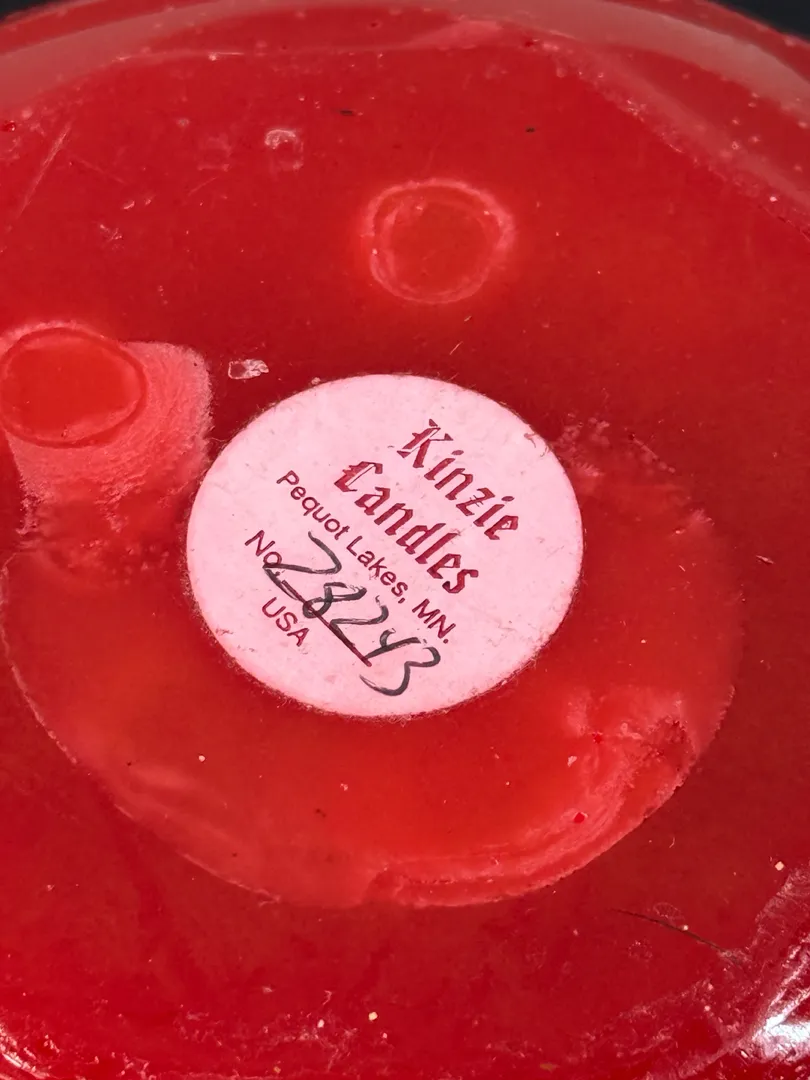 Kinzie
Candles
Pequot Lakes, MN.
No. 28243
USA